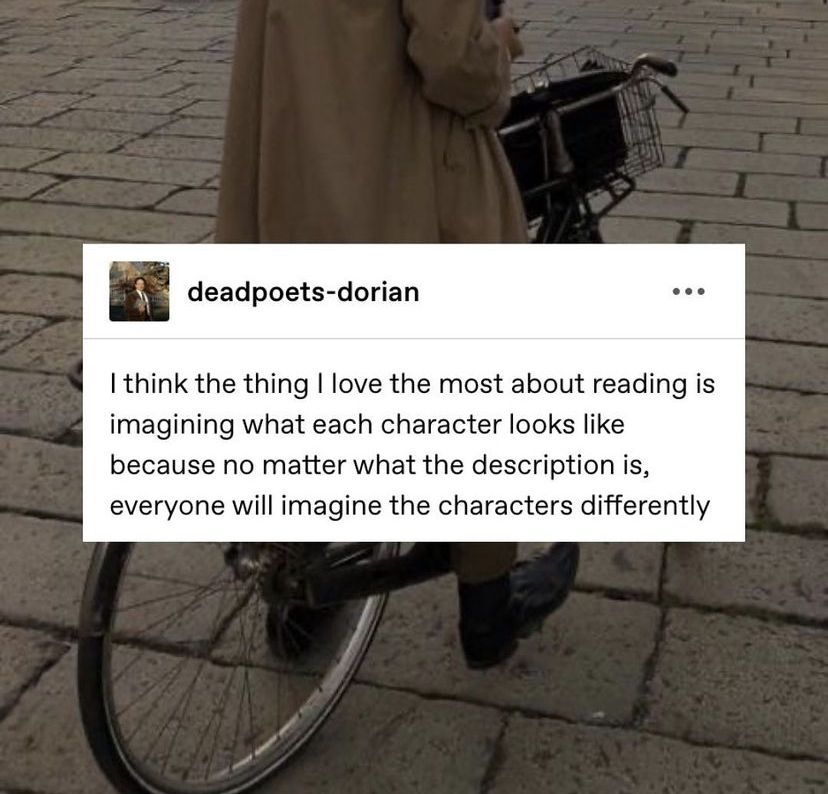 deadpoets-dorian
I think the thing I love the most about reading is
imagining what each character looks like
because no matter what the description is,
everyone will imagine the characters differently